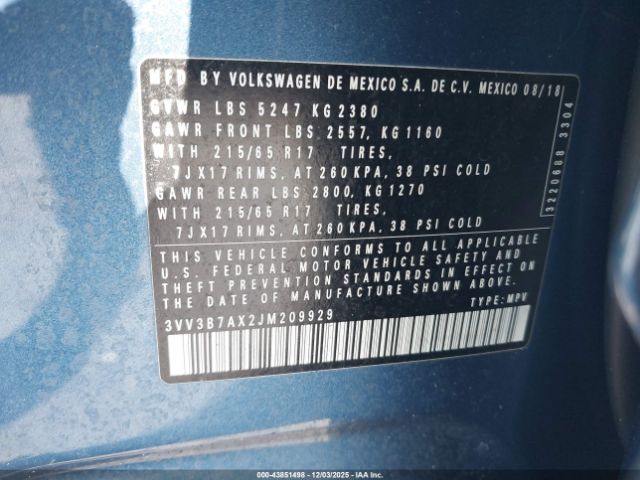 MFD BY VOLKSWAGEN DE MEXICO S.A. DE C.V. MEXICO 08/18
GVWR LBS 5247 KG 2380
GAWR FRONT LBS 2557, KG 1160
WITH 215/65 R17 TIRES,
7JX17 RIMS, AT 260 KPA, 38 PSI COLD
GAWR REAR LBS 2800, KG 1270
WITH 215/65 R17 TIRES,
7JX17 RIMS, AT 260 KPA, 38 PSI COLD
THIS VEHICLE CONFORMS TO ALL APPLICABLE
U.S. FEDERAL MOTOR VEHICLE SAFETY AND
THEFT PREVENTION STANDARDS IN EFFECT ON
THE DATE OF MANUFACTURE SHOWN ABOVE.
3VV3B7AX2JM209929 TYPE: MPV
3220688 3304
© 43851498 - 12/03/2025 - IAAI.COM